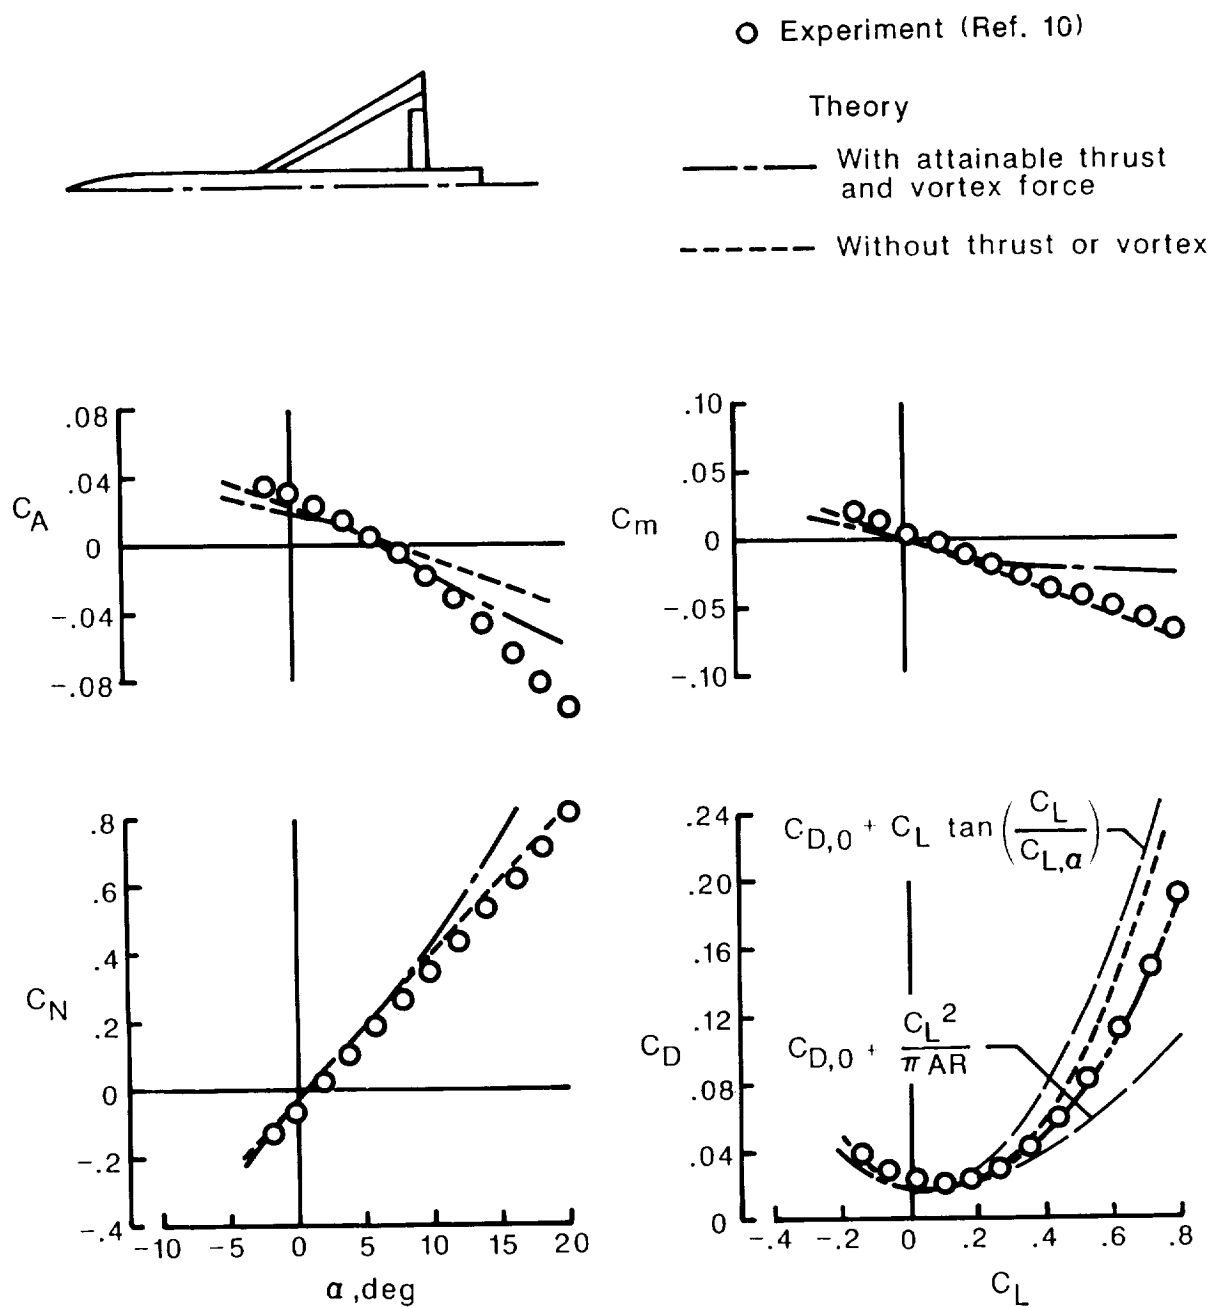 Experiment (Ref. 10)
Theory
With attainable thrust
and vortex force
Without thrust or vortex
.08
.04
0
-.04
-.08
C_A
.10
.05
0
-.05
-.10
C_m
.8
.6
.4
.2
0
-.2
-.4
C_N
-10 -5 0 5 10 15 20
α, deg
.24
.20
.16
.12
.08
.04
0
C_D
C_{D,0} + C_L tan(C_L / C_{L,α})
C_{D,0} + C_L^2 / π AR
-.4 -.2 0 .2 .4 .6 .8
C_L